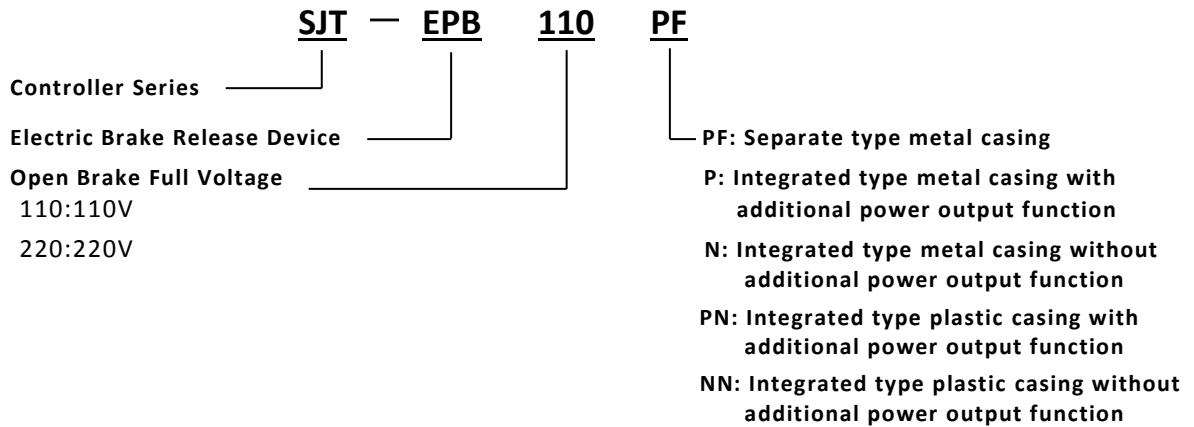 SJT — EPB 110 PF
Controller Series
Electric Brake Release Device
Open Brake Full Voltage
110:110V
220:220V
PF: Separate type metal casing
P: Integrated type metal casing with
additional power output function
N: Integrated type metal casing without
additional power output function
PN: Integrated type plastic casing with
additional power output function
NN: Integrated type plastic casing without
additional power output function